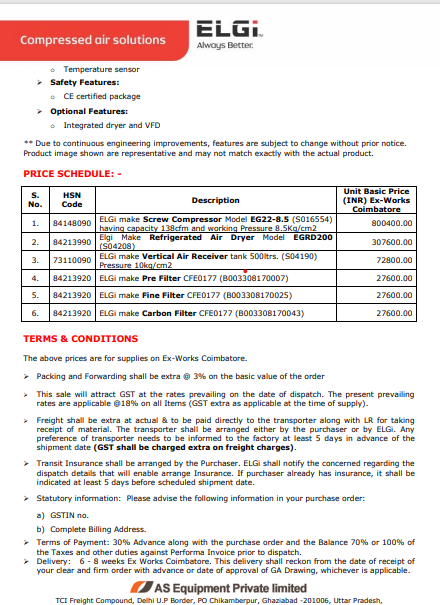 Compressed air solutions
ELGi
Always Better.
o Temperature sensor
➢ Safety Features:
o CE certified package
➢ Optional Features:
o Integrated dryer and VFD
** Due to continuous engineering improvements, features are subject to change without prior notice.
Product image shown are representative and may not match exactly with the actual product.
PRICE SCHEDULE: -
S. No. HSN Code Description Unit Basic Price (INR) Ex-Works Coimbatore
1. 84148090 ELGi make Screw Compressor Model EG22-8.5 (S016554) having capacity 138cfm and working Pressure 8.5Kg/cm2 800400.00
2. 84213990 Elgi Make Refrigerated Air Dryer Model EGRD200 (S04208) 307600.00
3. 73110090 ELGi make Vertical Air Receiver tank 500ltrs. (S04190) Pressure 10kg/cm2 72800.00
4. 84213920 ELGi make Pre Filter CFE0177 (B003308170007) 27600.00
5. 84213920 ELGi make Fine Filter CFE0177 (B003308170025) 27600.00
6. 84213920 ELGi make Carbon Filter CFE0177 (B003308170043) 27600.00
TERMS & CONDITIONS
The above prices are for supplies on Ex-Works Coimbatore.
➢ Packing and Forwarding shall be extra @ 3% on the basic value of the order
➢ This sale will attract GST at the rates prevailing on the date of dispatch. The present prevailing
rates are applicable @18% on all Items (GST extra as applicable at the time of supply).
➢ Freight shall be extra at actual & to be paid directly to the transporter along with LR for taking
receipt of material. The transporter shall be arranged either by the purchaser or by ELGi. Any
preference of transporter needs to be informed to the factory at least 5 days in advance of the
shipment date (GST shall be charged extra on freight charges).
➢ Transit Insurance shall be arranged by the Purchaser. ELGi shall notify the concerned regarding the
dispatch details that will enable arrange Insurance. If purchaser already has insurance, it shall be
indicated at least 5 days before scheduled shipment date.
➢ Statutory information: Please advise the following information in your purchase order:
a) GSTIN no.
b) Complete Billing Address.
➢ Terms of Payment: 30% Advance along with the purchase order and the Balance 70% or 100% of
the Taxes and other duties against Performa Invoice prior to dispatch.
➢ Delivery: 6 - 8 weeks Ex Works Coimbatore. This delivery shall reckon from the date of receipt
of your clear and firm order with advance or date of approval of GA Drawing, whichever is applicable.
AS Equipment Private limited
TCI Freight Compound, Delhi U.P Border, PO Chikamberpur, Ghaziabad -201006, Uttar Pradesh,